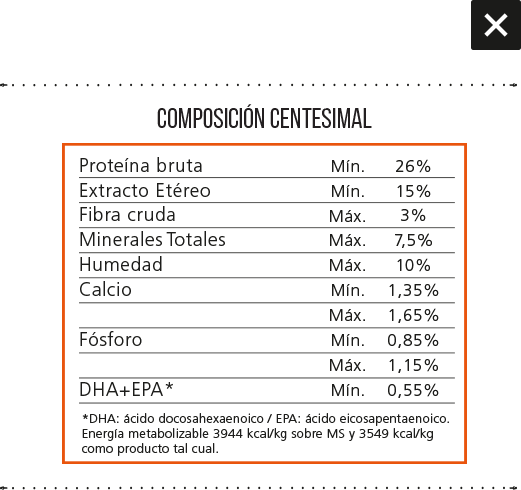 COMPOSICIÓN CENTESIMAL
Proteína bruta Mín. 26%
Extracto Etéreo Mín. 15%
Fibra cruda Máx. 3%
Minerales Totales Máx. 7,5%
Humedad Máx. 10%
Calcio Mín. 1,35%
Máx. 1,65%
Fósforo Mín. 0,85%
Máx. 1,15%
DHA+EPA* Mín. 0,55%
*DHA: ácido docosahexaenoico / EPA: ácido eicosapentaenoico.
Energía metabolizable 3944 kcal/kg sobre MS y 3549 kcal/kg
como producto tal cual.